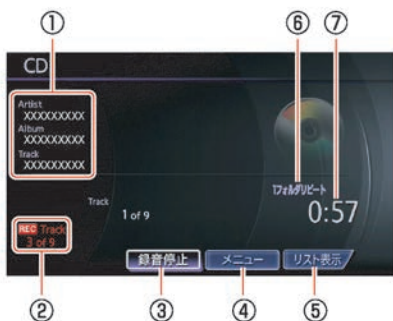 ① ⑥ ⑦
CD
Artist
XXXXXXXXX
Album
XXXXXXXXX
Track
XXXXXXXXX
Track 1 of 9
1フォルダリピート
0:57
REC Track
3 of 9
録音停止 メニュー リスト表示
② ③ ④ ⑤